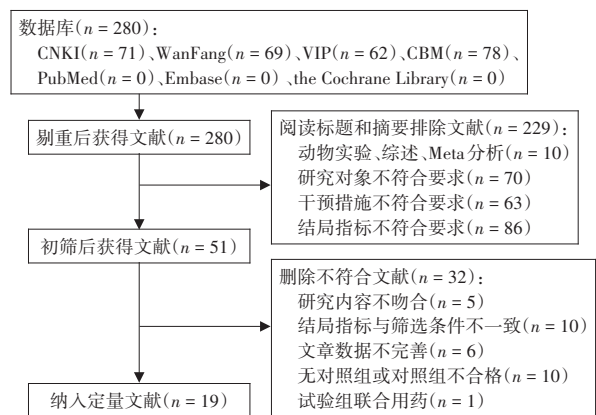 数据库(n = 280):
CNKI(n = 71)、WanFang(n = 69)、VIP(n = 62)、CBM(n = 78)、
PubMed(n = 0)、Embase(n = 0)、the Cochrane Library(n = 0)
剔重后获得文献(n = 280)
阅读标题和摘要排除文献(n = 229):
动物实验、综述、Meta分析(n = 10)
研究对象不符合要求(n = 70)
干预措施不符合要求(n = 63)
结局指标不符合要求(n = 86)
初筛后获得文献(n = 51)
删除不符合文献(n = 32):
研究内容不吻合(n = 5)
结局指标与筛选条件不一致(n = 10)
文章数据不完善(n = 6)
无对照组或对照组不合格(n = 10)
试验组联合用药(n = 1)
纳入定量文献(n = 19)